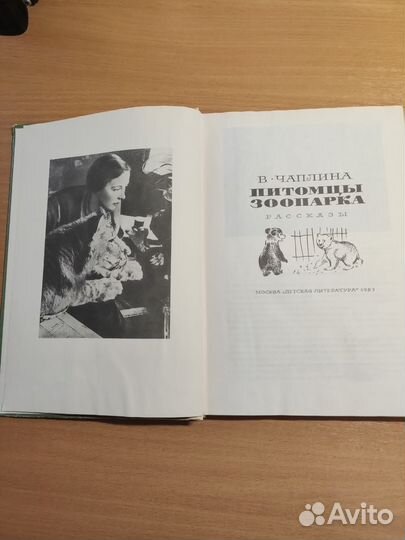 В. ЧАПЛИНА
ПИТОМЦЫ
ЗООПАРКА
РАССКАЗЫ
МОСКВА «ДЕТСКАЯ ЛИТЕРАТУРА» 1983
Avito